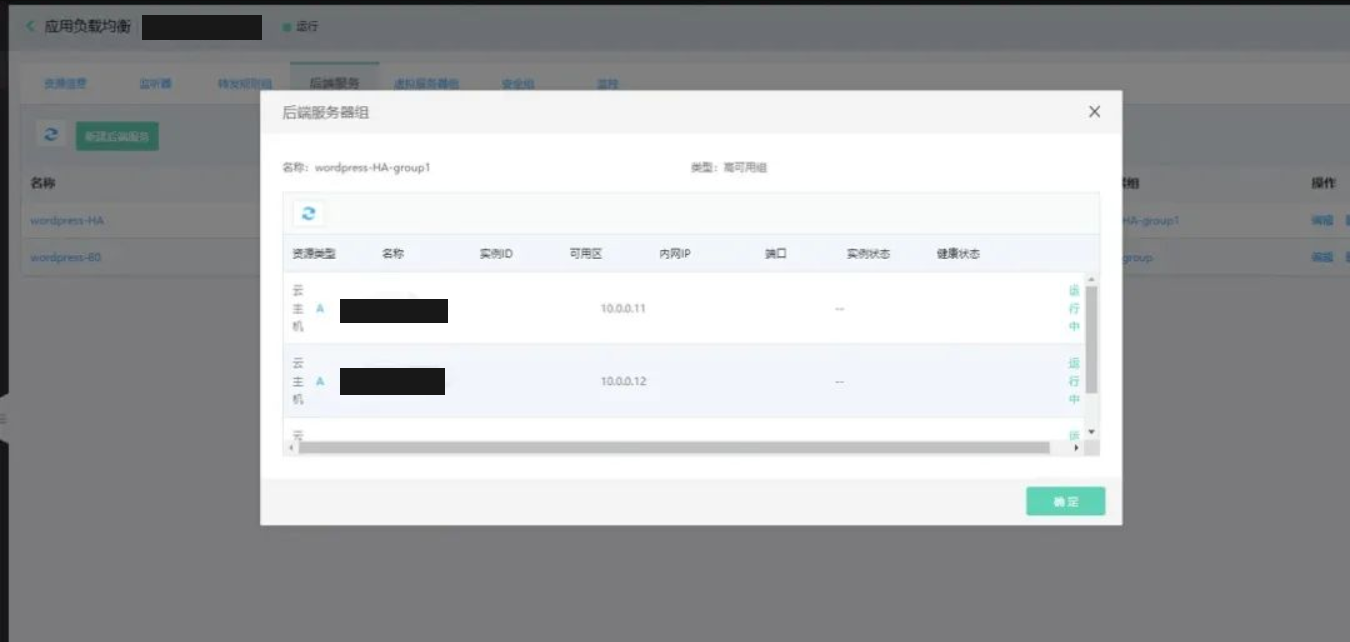 应用负载均衡 运行
资源信息 监听器 转发规则组 后端服务 虚拟服务器组 安全组 监控
后端服务器组
新建后端服务
名称：wordpress-HA-group1 类型：高可用组
名称 操作
wordpress-HA HA-group1 编辑
资源类型 名称 实例ID 可用区 内网IP 端口 实例状态 健康状态
wordpress-80 group 编辑
云主机 A 10.0.0.11 -- 运行中
云主机 A 10.0.0.12 -- 运行中
确定